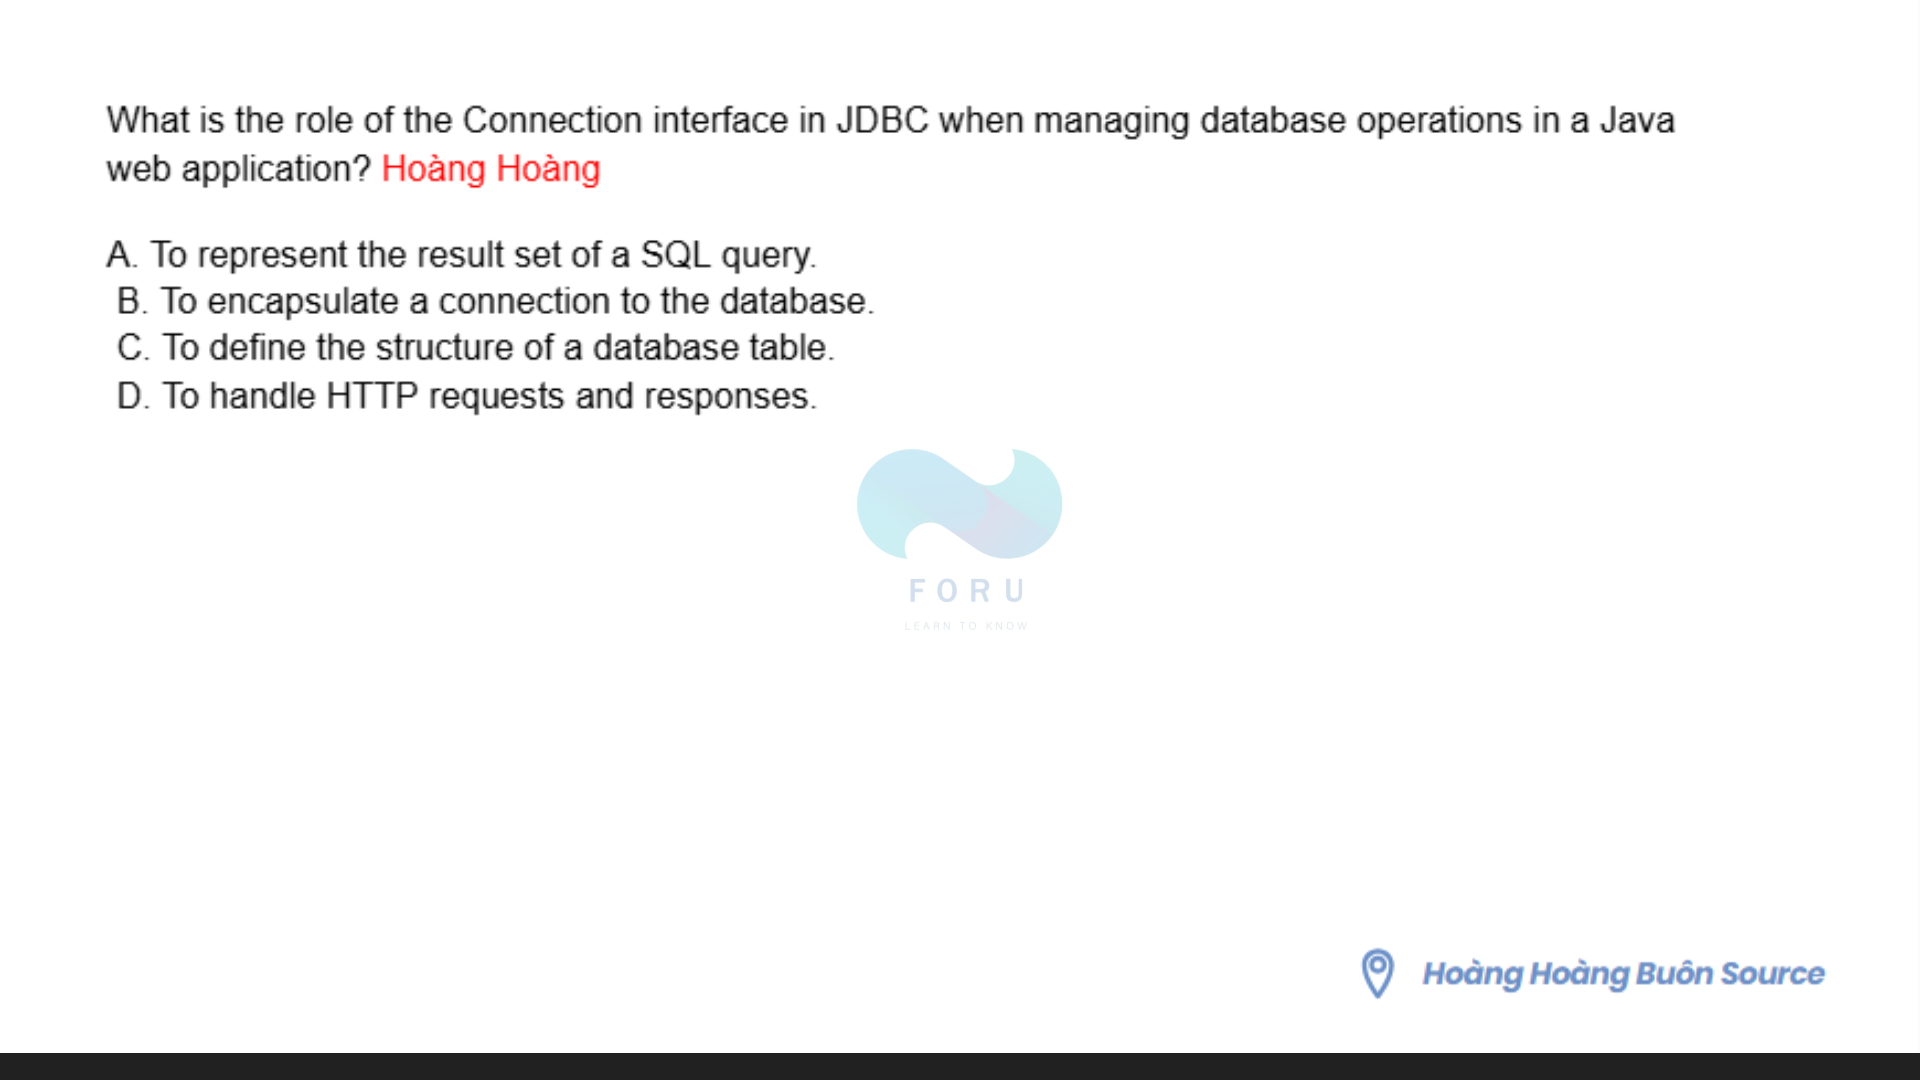 What is the role of the Connection interface in JDBC when managing database operations in a Java
web application? Hoàng Hoàng
A. To represent the result set of a SQL query.
B. To encapsulate a connection to the database.
C. To define the structure of a database table.
D. To handle HTTP requests and responses.
FORU
LEARN TO KNOW
Hoàng Hoàng Buôn Source